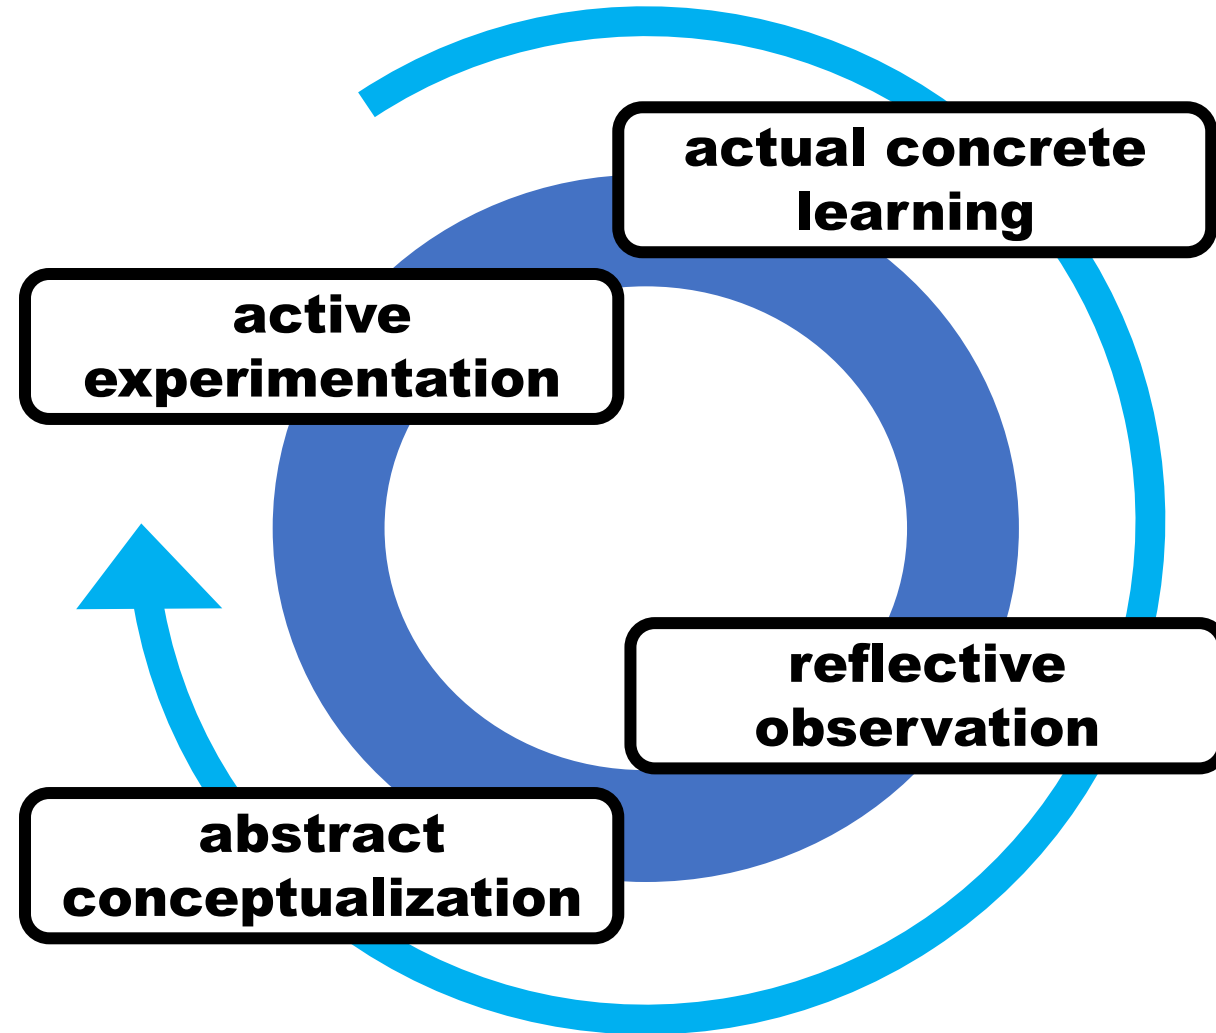 actual concrete
learning
active
experimentation
reflective
observation
abstract
conceptualization